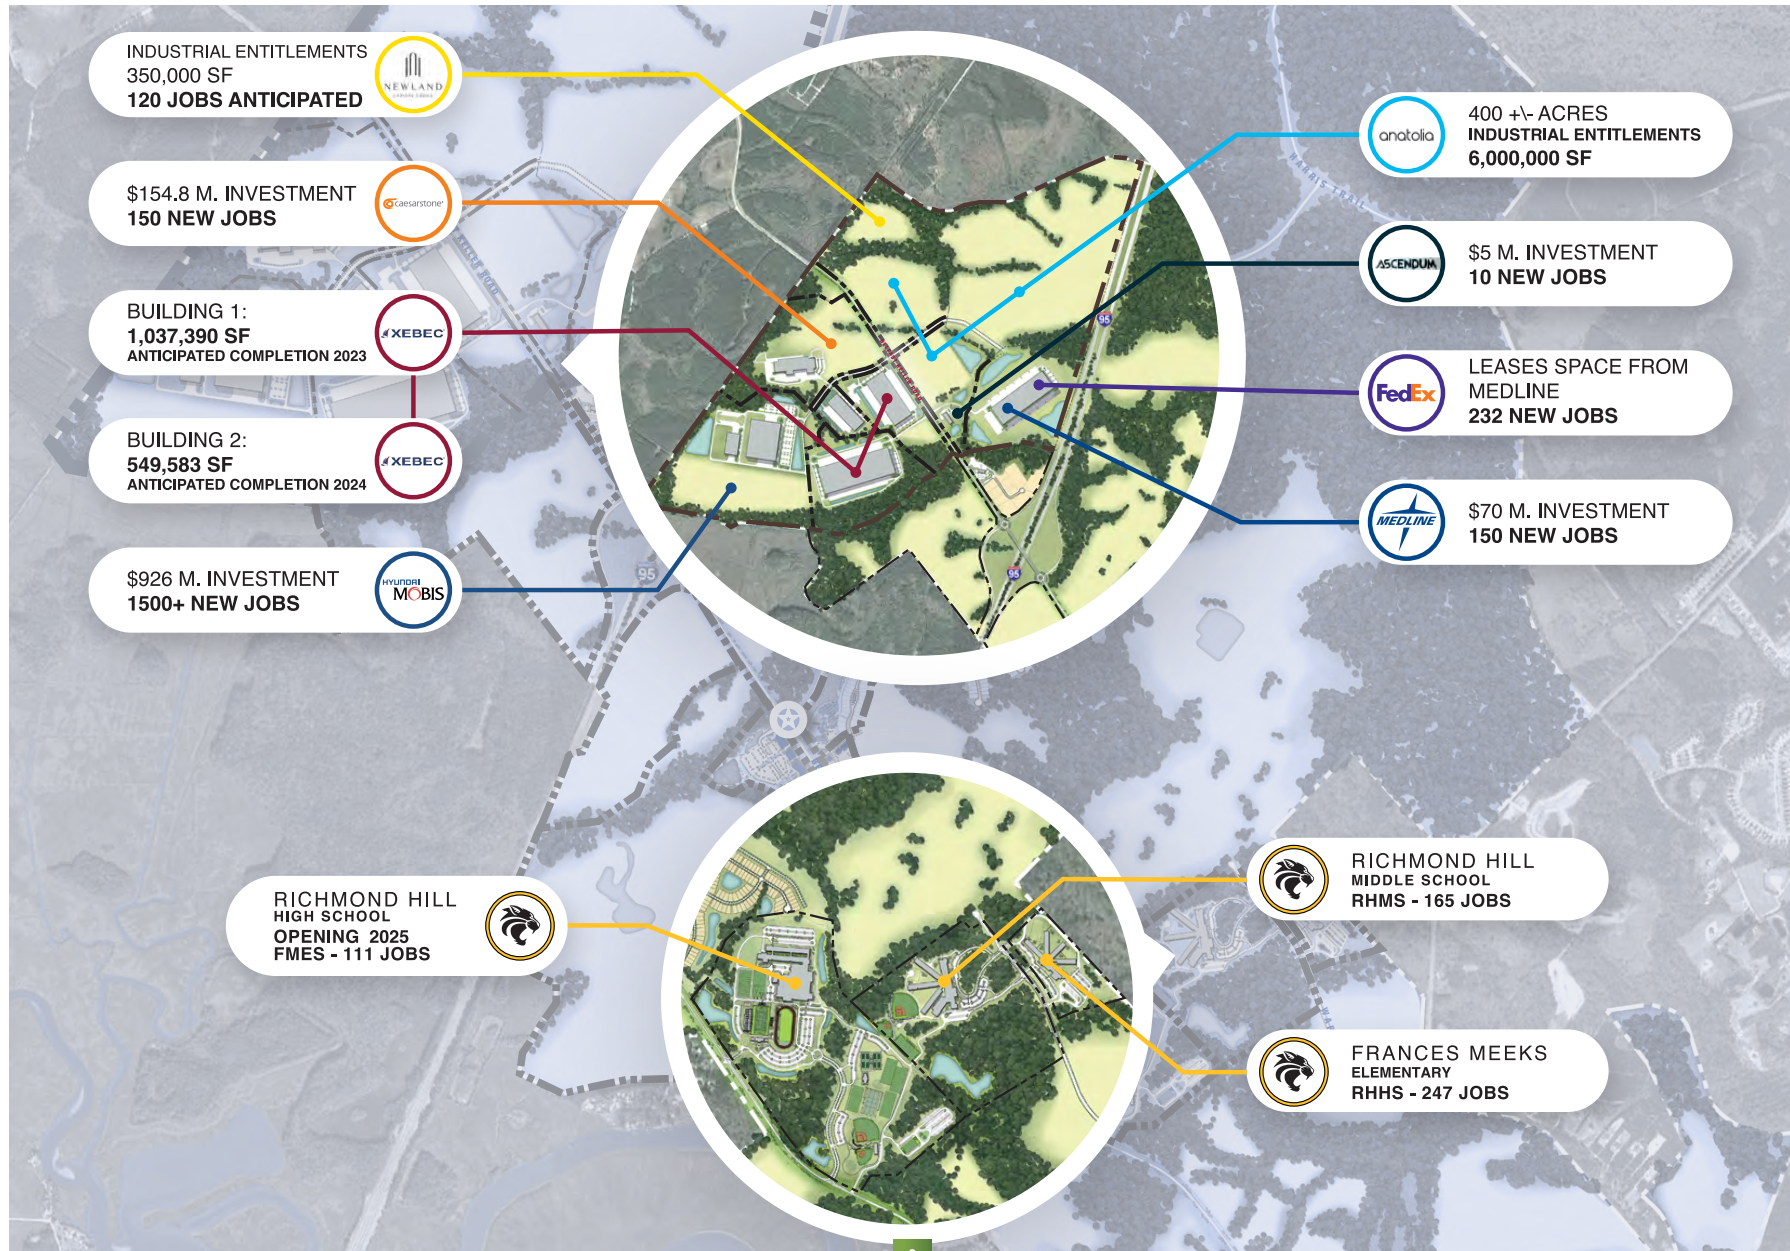 INDUSTRIAL ENTITLEMENTS
350,000 SF
120 JOBS ANTICIPATED
NEWLAND
$154.8 M. INVESTMENT
150 NEW JOBS
caesarstone
BUILDING 1:
1,037,390 SF
ANTICIPATED COMPLETION 2023
XEBEC
BUILDING 2:
549,583 SF
ANTICIPATED COMPLETION 2024
XEBEC
$926 M. INVESTMENT
1500+ NEW JOBS
HYUNDAI
MOBIS
anatolia
400 +\- ACRES
INDUSTRIAL ENTITLEMENTS
6,000,000 SF
ASCENDUM
$5 M. INVESTMENT
10 NEW JOBS
FedEx
LEASES SPACE FROM
MEDLINE
232 NEW JOBS
MEDLINE
$70 M. INVESTMENT
150 NEW JOBS
HARRIS TRAIL
95
95
95
RICHMOND HILL
HIGH SCHOOL
OPENING 2025
FMES - 111 JOBS
RICHMOND HILL
MIDDLE SCHOOL
RHMS - 165 JOBS
FRANCES MEEKS
ELEMENTARY
RHHS - 247 JOBS